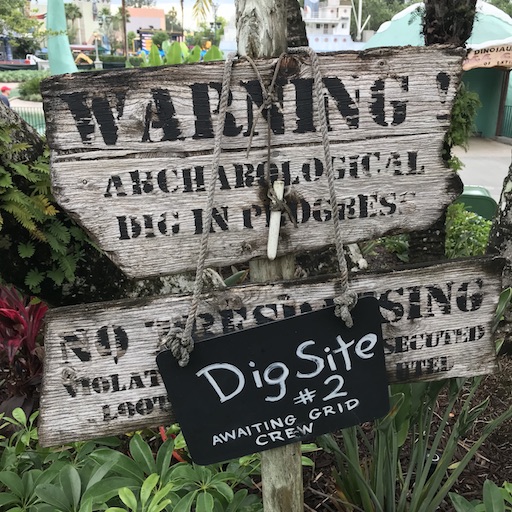 WARNING !
ARCHAEOLOGICAL
DIG IN PROGRESS
NO TRESPASSING
Dig Site
#2
AWAITING GRID
CREW